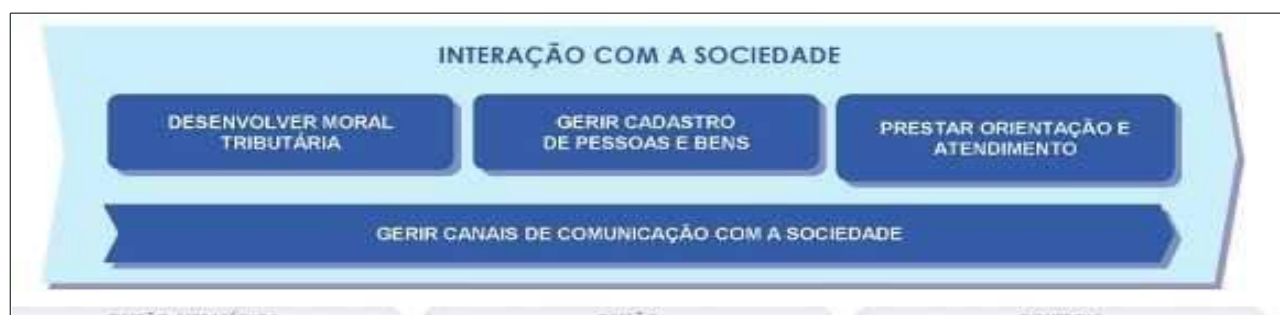 INTERAÇÃO COM A SOCIEDADE
DESENVOLVER MORAL
TRIBUTÁRIA
GERIR CADASTRO
DE PESSOAS E BENS
PRESTAR ORIENTAÇÃO E
ATENDIMENTO
GERIR CANAIS DE COMUNICAÇÃO COM A SOCIEDADE